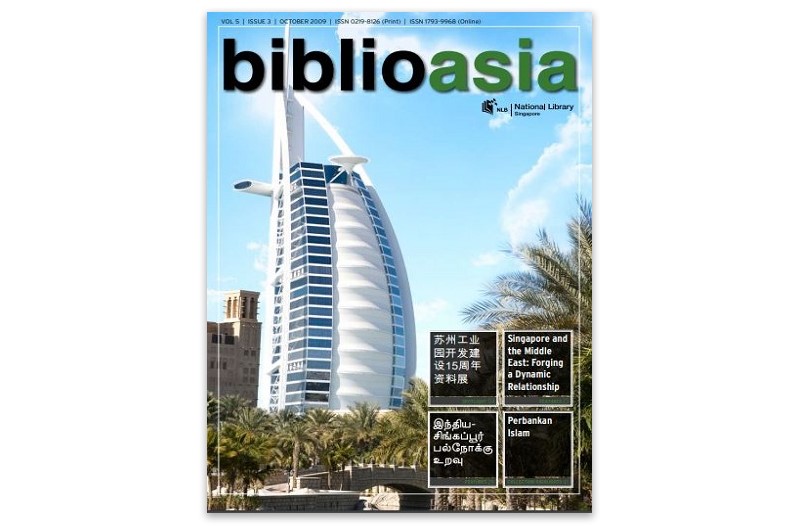 VOL 5 | ISSUE 3 | OCTOBER 2009 | ISSN 0219-8126 (Print) | ISSN 1793-9968 (Online)
biblioasia
NLB | National Library
Singapore
苏州工业
园开发建
设15周年
资料展
Singapore and
the Middle
East: Forging
a Dynamic
Relationship
இந்திய-
சிங்கப்பூர்
பல்நோக்கு
உறவு
Perbankan
Islam